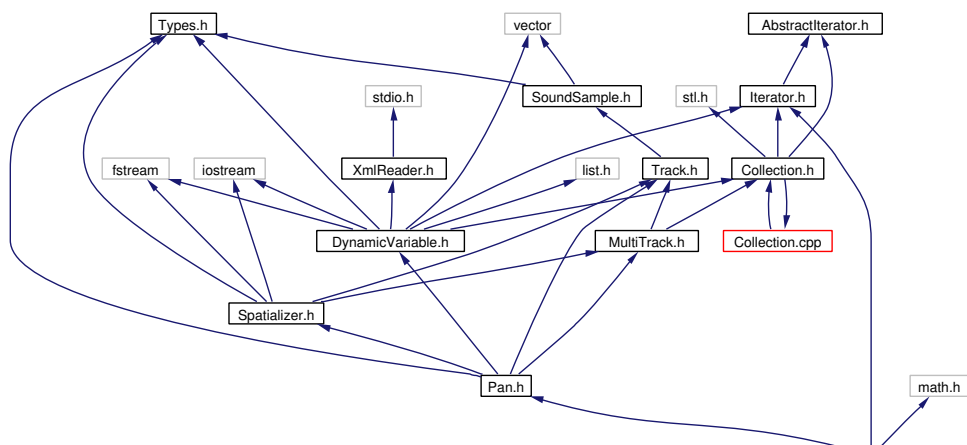 Types.h
vector
AbstractIterator.h
stdio.h
SoundSample.h
stl.h
Iterator.h
fstream
iostream
XmlReader.h
list.h
Track.h
Collection.h
DynamicVariable.h
MultiTrack.h
Collection.cpp
Spatializer.h
Pan.h
math.h